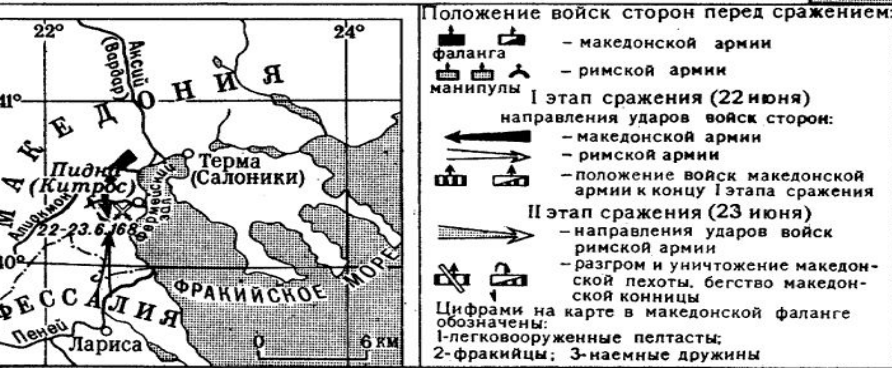 22°
24°
41°
40°
МАКЕДОНИЯ
Аксий
(Вардар)
Пидна
(Китрос)
Терма
(Салоники)
Термейский
залив
Алиакмон
22-23.6.168
ФРАКИЙСКОЕ МОРЕ
ФЕССАЛИЯ
Пеней
Лариса
0 6 км
Положение войск сторон перед сражением:
– македонской армии
фаланга
– римской армии
манипулы
I этап сражения (22 июня)
направления ударов войск сторон:
– македонской армии
– римской армии
– положение войск македонской
армии к концу I этапа сражения
II этап сражения (23 июня)
– направления ударов войск
римской армии
– разгром и уничтожение македон-
ской пехоты, бегство македон-
ской конницы
Цифрами на карте в македонской фаланге
обозначены:
1-легковооруженные пелтасты;
2-фракийцы; 3-наемные дружины